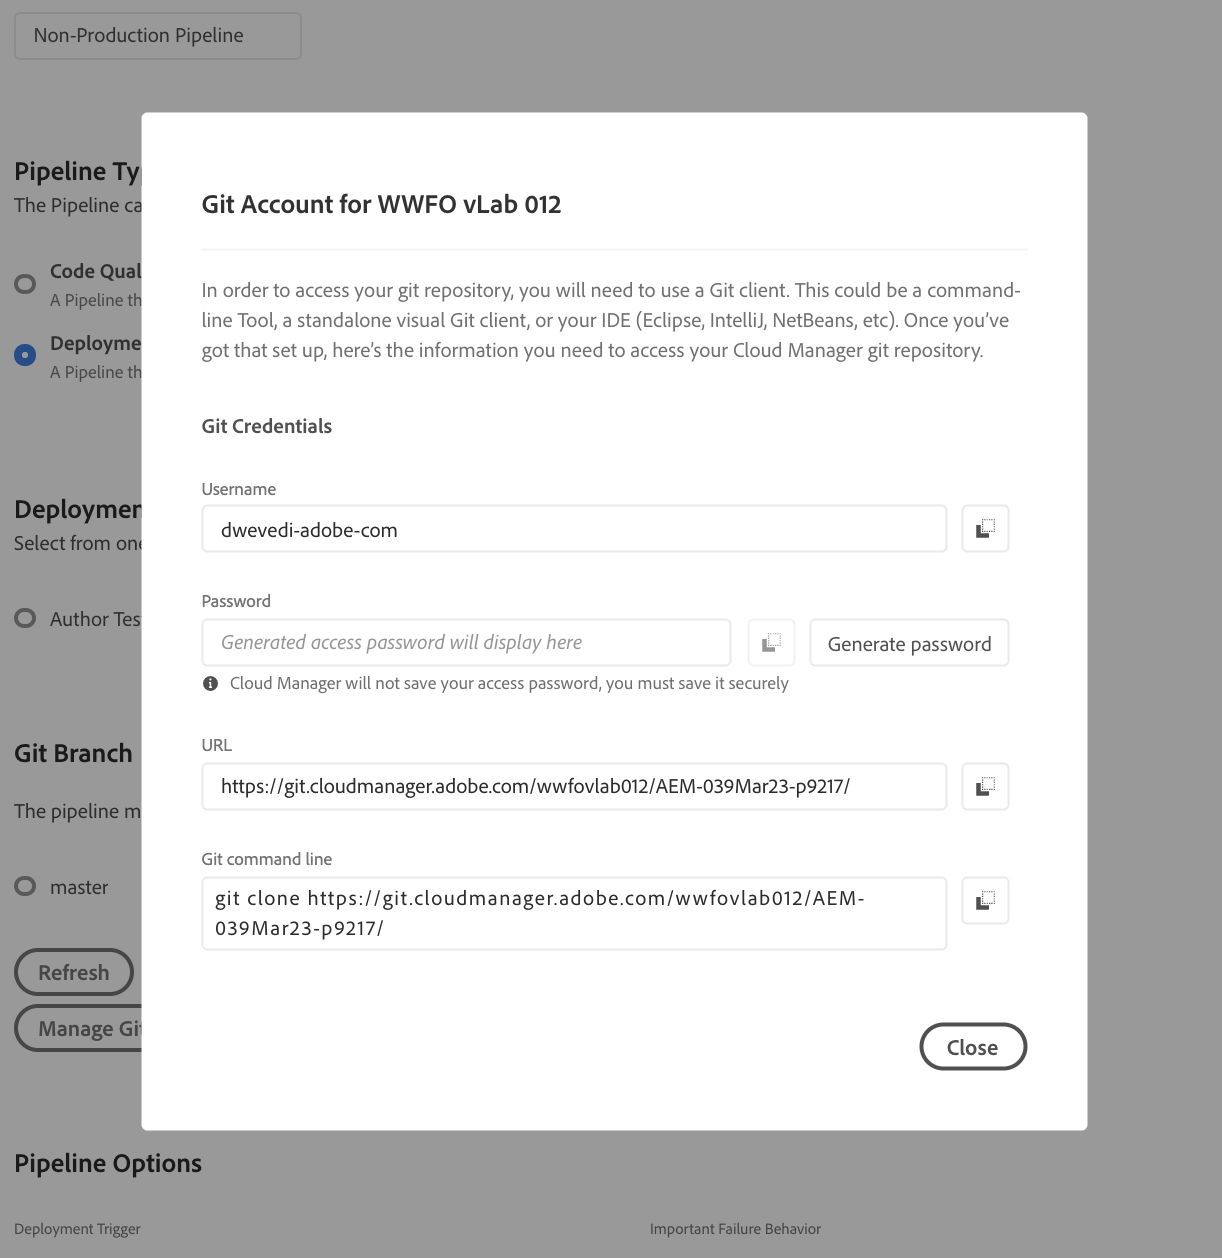 Non-Production Pipeline
Pipeline Ty
The Pipeline ca
Code Qual
A Pipeline th
Deployme
A Pipeline th
Deploymen
Select from one
Author Tes
Git Branch
The pipeline m
master
Refresh
Manage Git
Git Account for WWFO vLab 012
In order to access your git repository, you will need to use a Git client. This could be a command-
line Tool, a standalone visual Git client, or your IDE (Eclipse, IntelliJ, NetBeans, etc). Once you’ve
got that set up, here’s the information you need to access your Cloud Manager git repository.
Git Credentials
Username
dwevedi-adobe-com
Password
Generated access password will display here
Generate password
Cloud Manager will not save your access password, you must save it securely
URL
https://git.cloudmanager.adobe.com/wwfovlab012/AEM-039Mar23-p9217/
Git command line
git clone https://git.cloudmanager.adobe.com/wwfovlab012/AEM-
039Mar23-p9217/
Close
Pipeline Options
Deployment Trigger
Important Failure Behavior